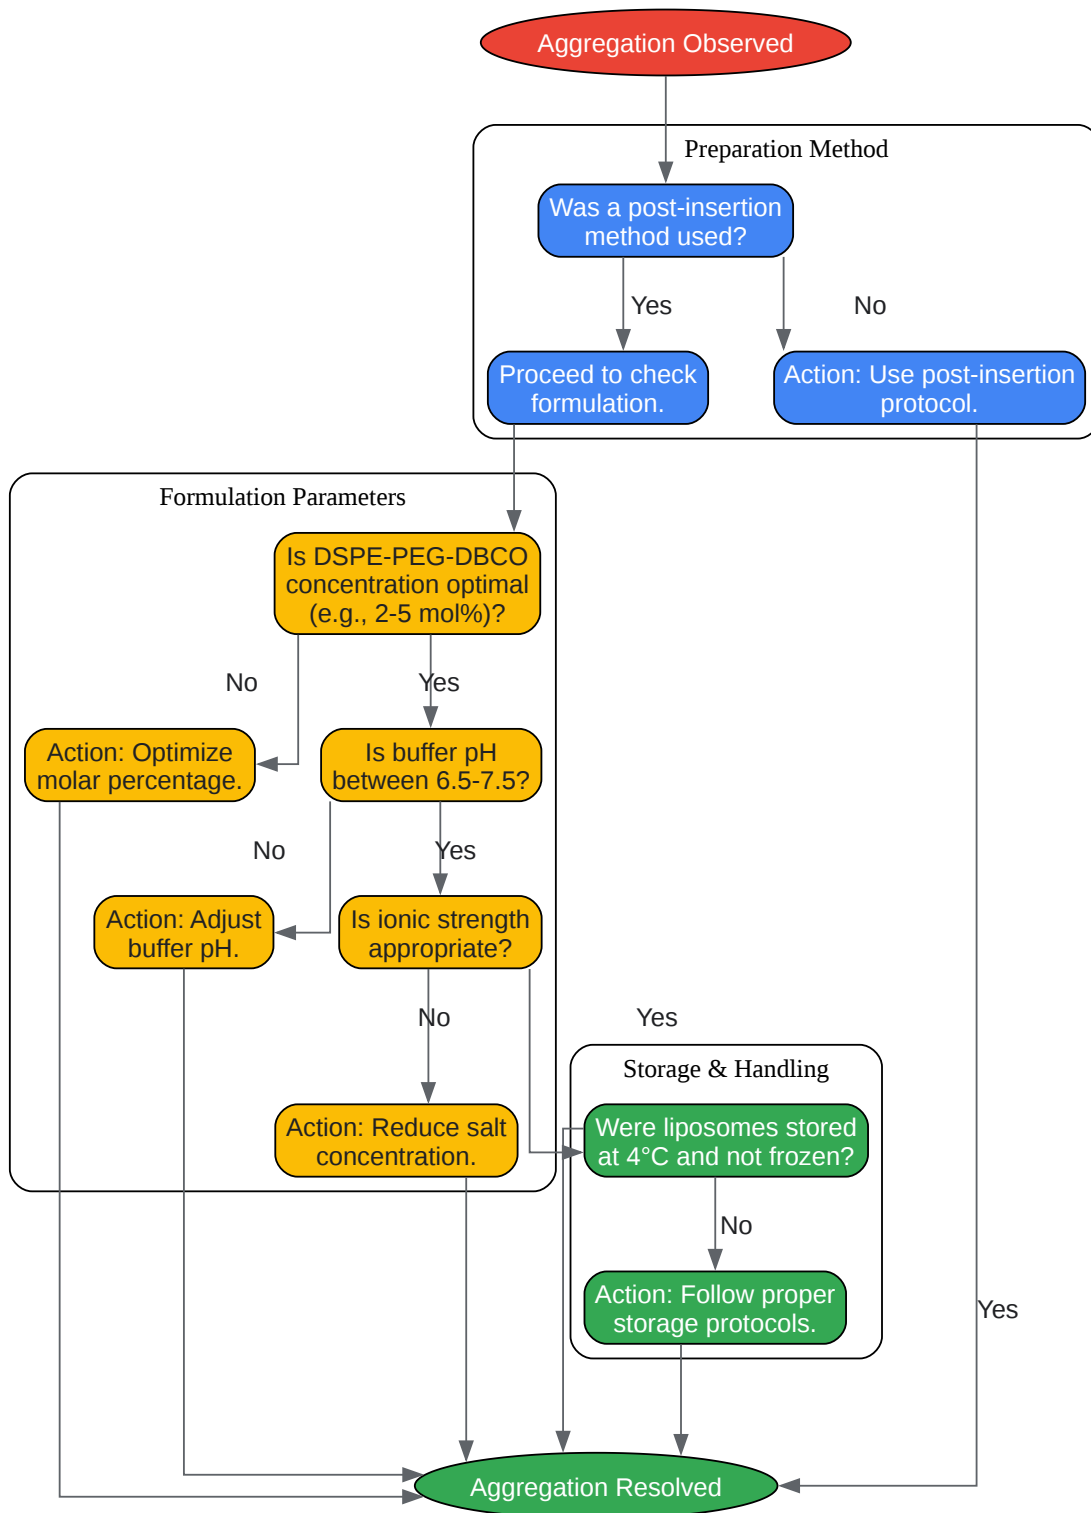 Aggregation Observed
Preparation Method
Was a post-insertion
method used?
Yes
No
Proceed to check
formulation.
Action: Use post-insertion
protocol.
Formulation Parameters
Is DSPE-PEG-DBCO
concentration optimal
(e.g., 2-5 mol%)?
No
Yes
Action: Optimize
molar percentage.
Is buffer pH
between 6.5-7.5?
No
Yes
Action: Adjust
buffer pH.
Is ionic strength
appropriate?
No
Yes
Storage & Handling
Action: Reduce salt
concentration.
Were liposomes stored
at 4°C and not frozen?
No
Action: Follow proper
storage protocols.
Yes
Aggregation Resolved